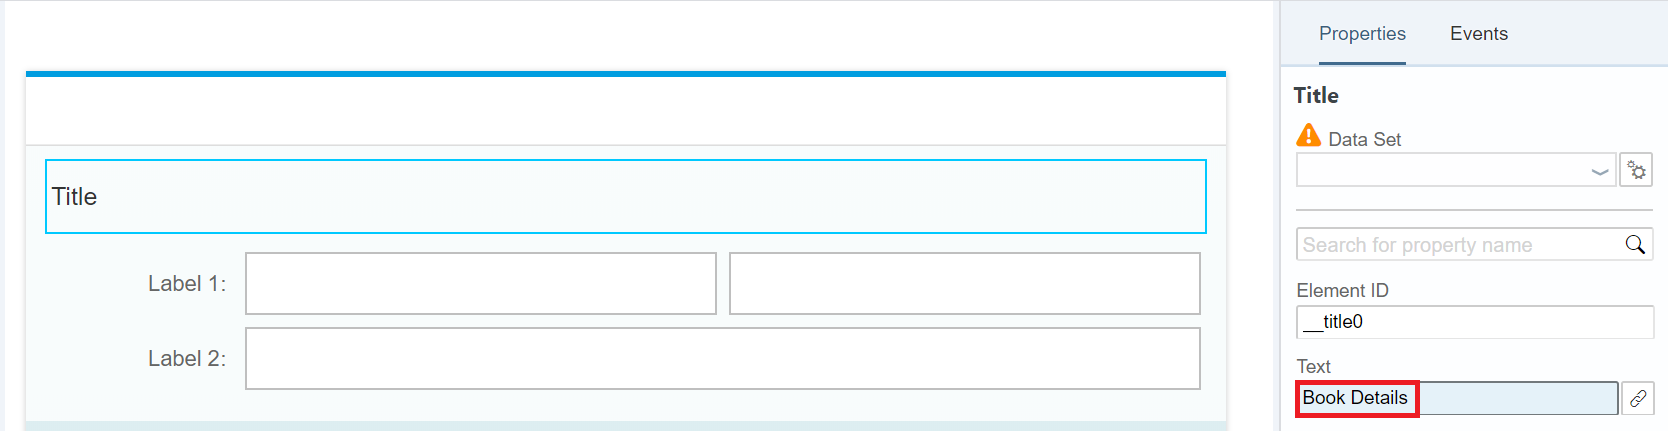 Properties Events
Title
Data Set
Title
Search for property name
Label 1:
Element ID
__title0
Label 2:
Text
Book Details